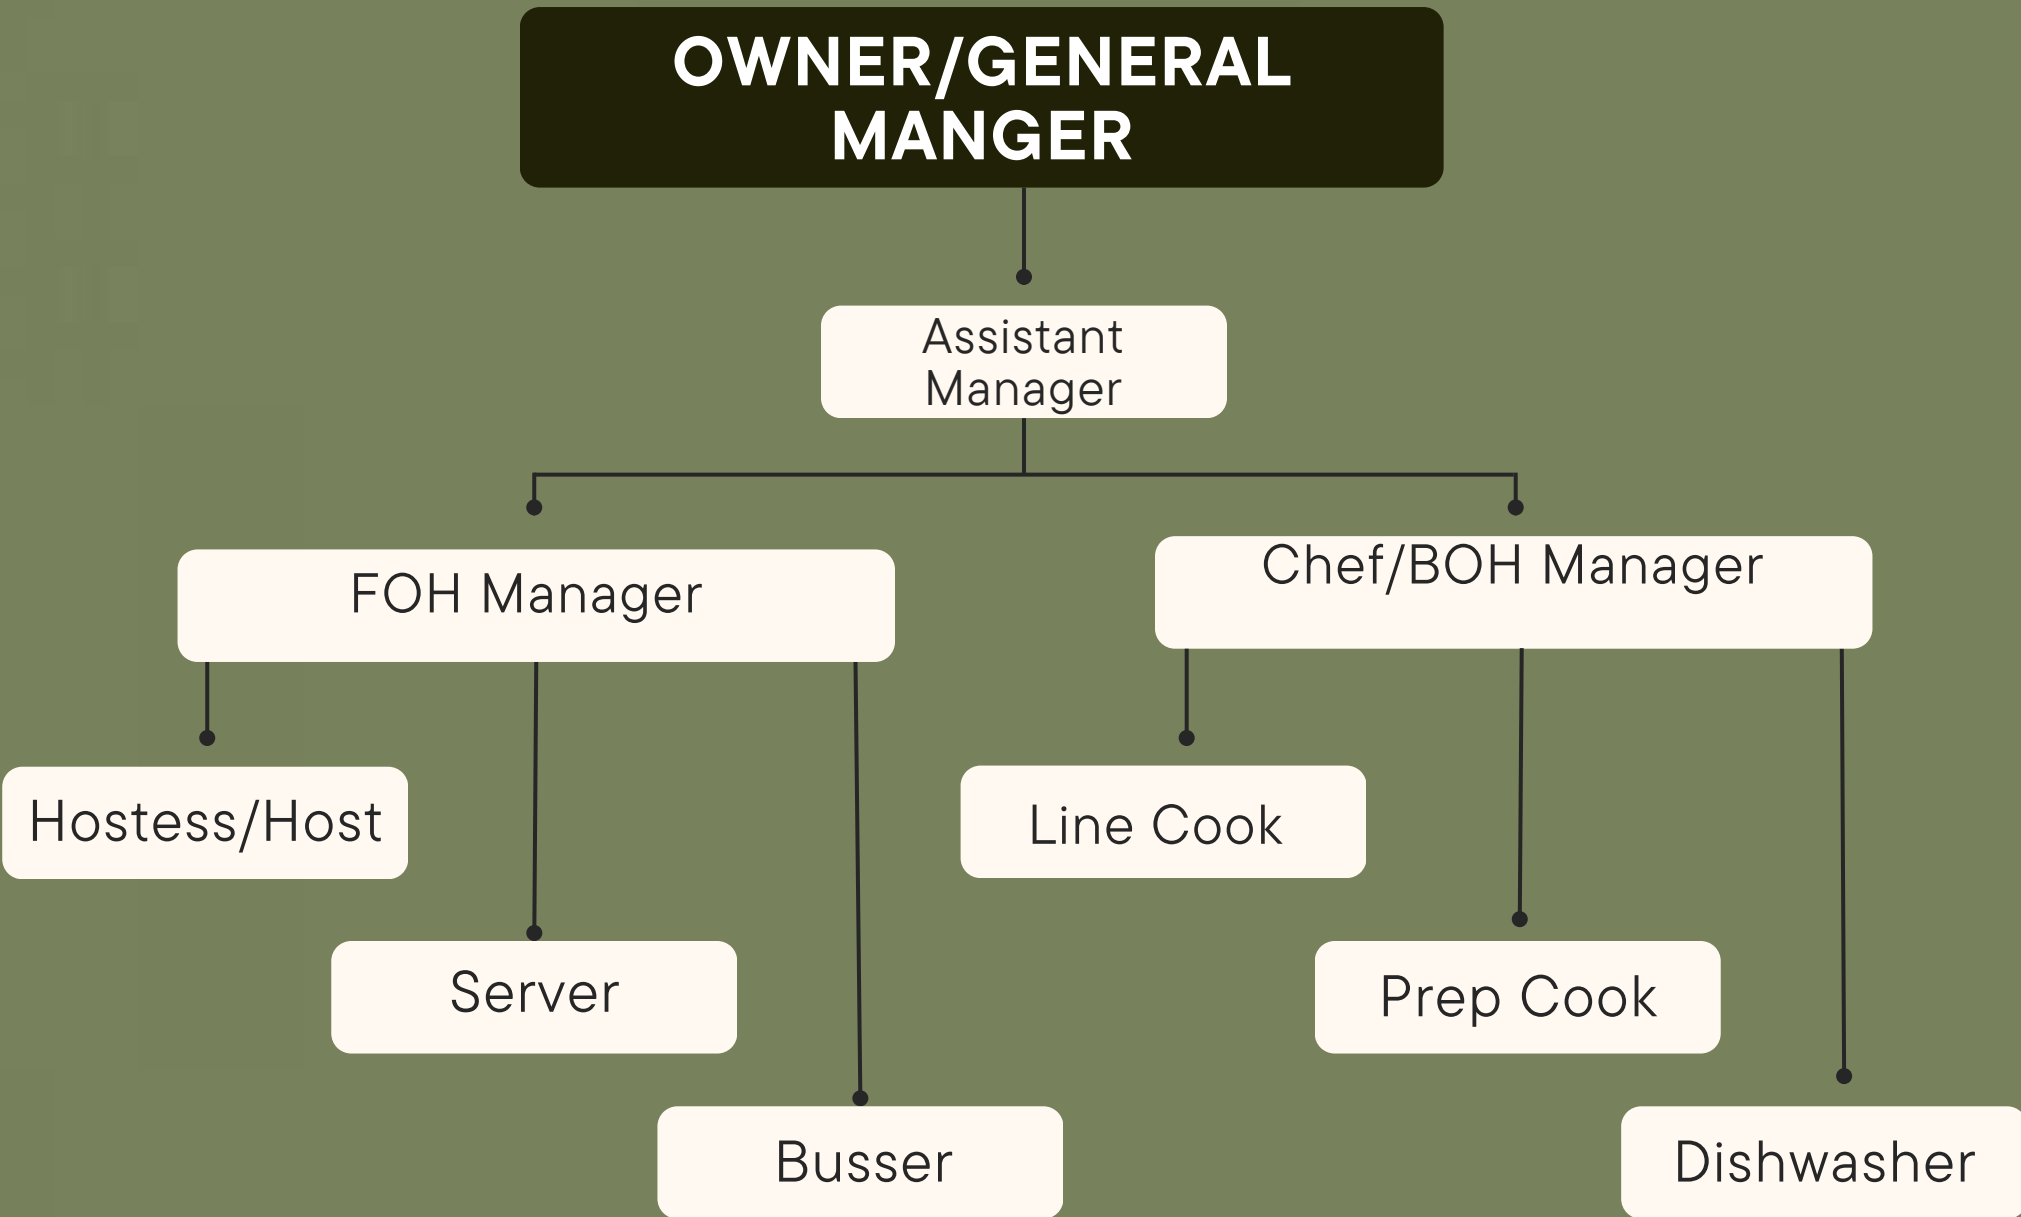 OWNER/GENERAL
MANGER
Assistant
Manager
FOH Manager
Chef/BOH Manager
Hostess/Host
Line Cook
Server
Prep Cook
Busser
Dishwasher